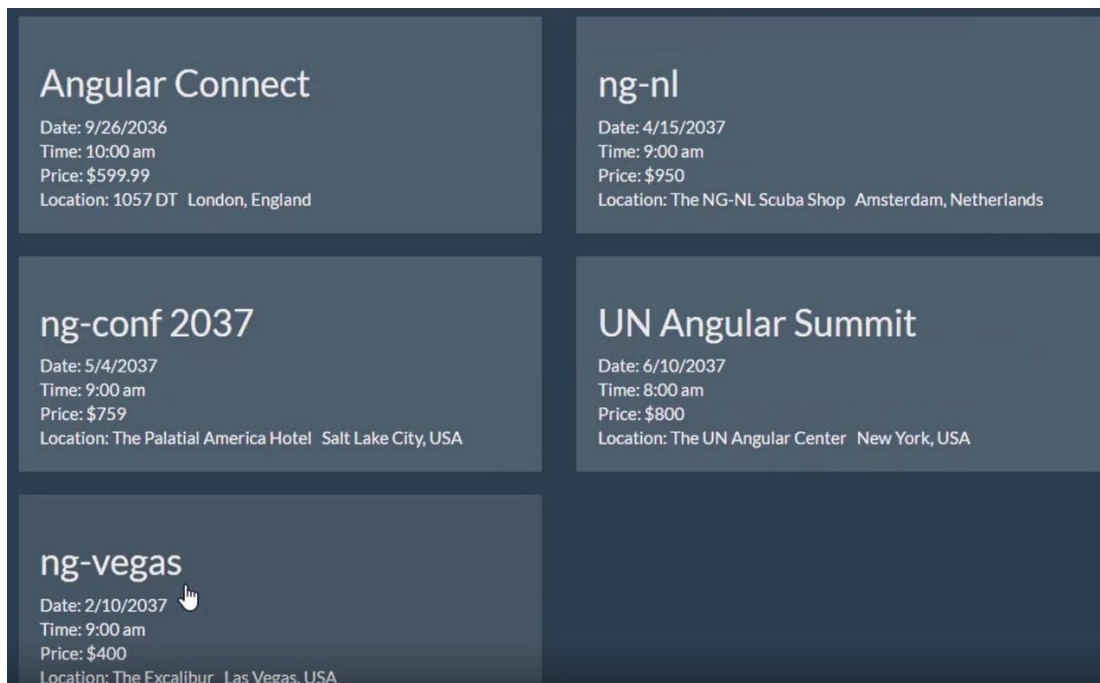 Angular Connect
Date: 9/26/2036
Time: 10:00 am
Price: $599.99
Location: 1057 DT London, England
ng-nl
Date: 4/15/2037
Time: 9:00 am
Price: $950
Location: The NG-NL Scuba Shop Amsterdam, Netherlands
ng-conf 2037
Date: 5/4/2037
Time: 9:00 am
Price: $759
Location: The Palatial America Hotel Salt Lake City, USA
UN Angular Summit
Date: 6/10/2037
Time: 8:00 am
Price: $800
Location: The UN Angular Center New York, USA
ng-vegas
Date: 2/10/2037
Time: 9:00 am
Price: $400
Location: The Excalibur Las Vegas, USA